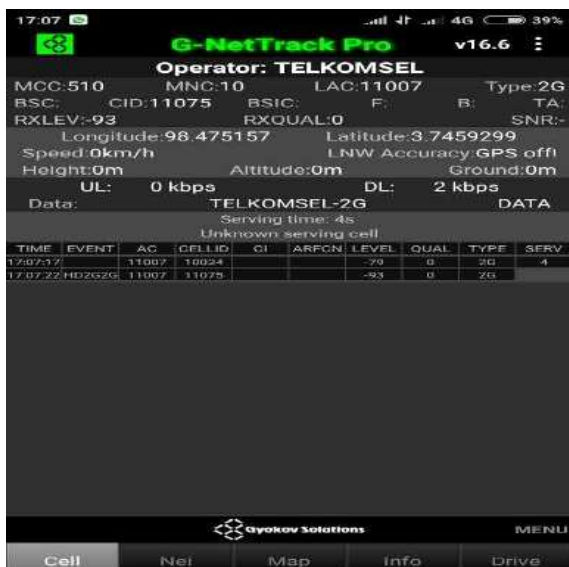 17:07 4G 39%
G-NetTrack Pro v16.6
Operator: TELKOMSEL
MCC:510 MNC:10 LAC:11007 Type:2G
BSC: CID:11075 BSIC: F: B: TA:
RXLEV:-93 RXQUAL:0 SNR:-
Longitude:98.475157 Latitude:3.7459299
Speed:0km/h LNW Accuracy:GPS off!
Height:0m Altitude:0m Ground:0m
UL: 0 kbps DL: 2 kbps
Data: TELKOMSEL-2G DATA
Serving time: 4s
Unknown serving cell
TIME EVENT AC CELLID CI ARFCN LEVEL QUAL TYPE SERV
17:07:17 11007 10024 -79 0 2G 4
17:07:22 HO2G2G 11007 11075 -93 0 2G
Gyokov Solutions MENU
Cell Nei Map Info Drive